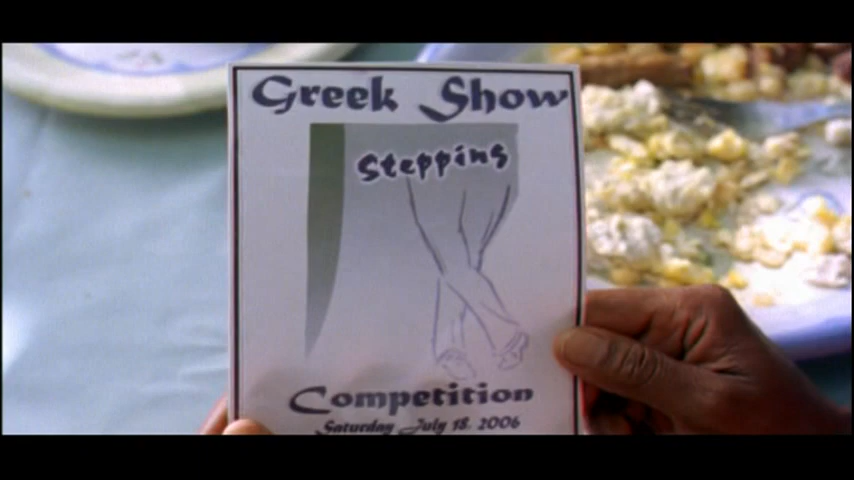 Greek Show
Stepping
Competition
Saturday July 18, 2006